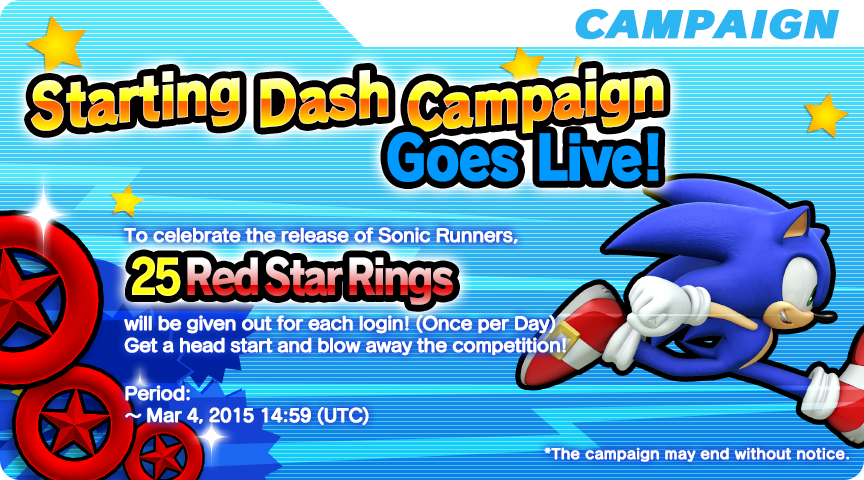 CAMPAIGN
Starting Dash Campaign
Goes Live!
To celebrate the release of Sonic Runners,
25 Red Star Rings
will be given out for each login! (Once per Day)
Get a head start and blow away the competition!
Period:
～ Mar 4, 2015 14:59 (UTC)
*The campaign may end without notice.